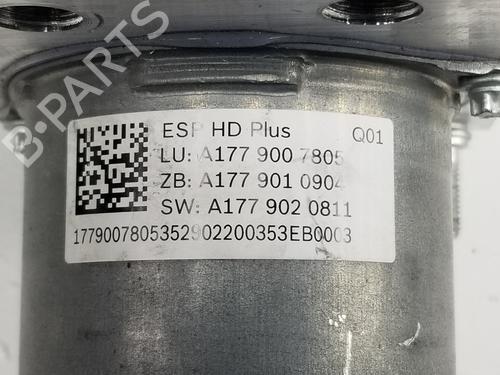 ESP HD Plus Q01
LU: A177 900 7805
ZB: A177 901 0904
SW: A177 902 0811
1779007805352902200353EB0003
B-PARTS